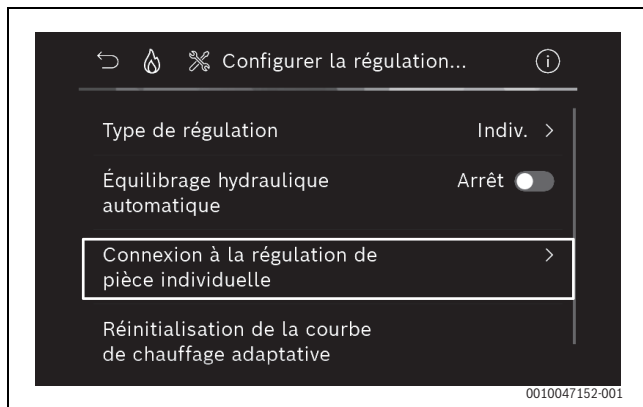 Configurer la régulation...
Type de régulation Indiv. >
Équilibrage hydraulique Arrêt
automatique
Connexion à la régulation de >
pièce individuelle
Réinitialisation de la courbe
de chauffage adaptative
0010047152-001